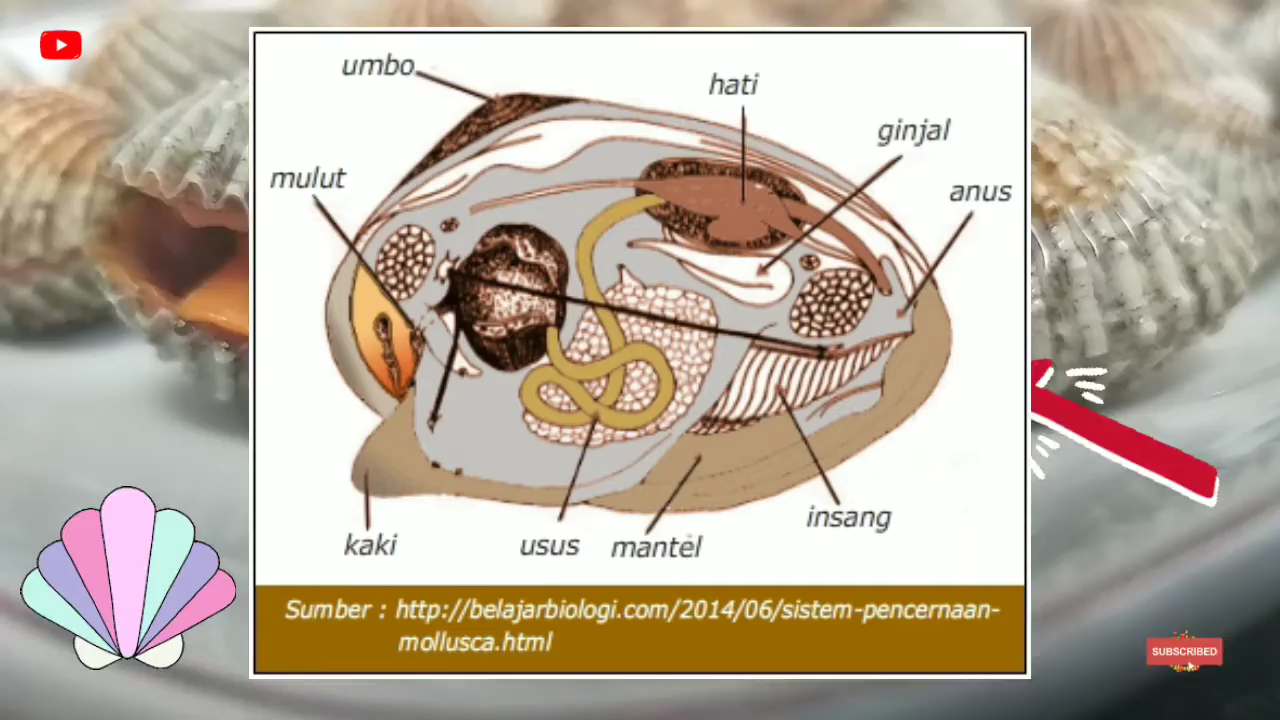 umbo
hati
ginjal
mulut
anus
kaki
usus
mantel
insang
Sumber : http://belajarbiologi.com/2014/06/sistem-pencernaan-
mollusca.html
SUBSCRIBED